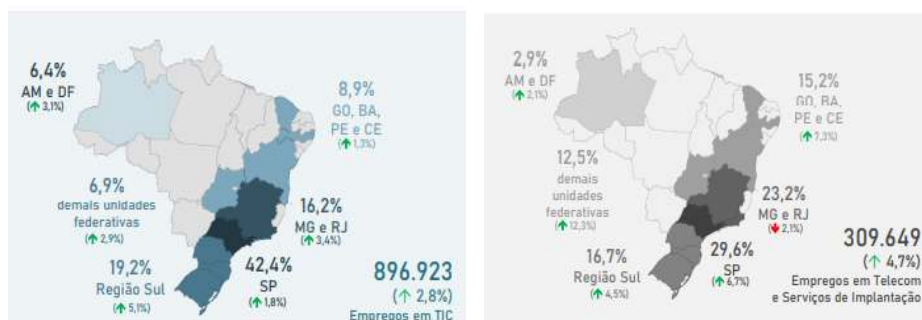 6,4%
AM e DF
(↑ 3,1%)
8,9%
GO, BA,
PE e CE
(↑ 1,3%)
6,9%
demais unidades
federativas
(↑ 2,9%)
16,2%
MG e RJ
(↑ 3,4%)
19,2%
Região Sul
(↑ 5,1%)
42,4%
SP
(↑ 1,8%)
896.923
(↑ 2,8%)
Empregos em TIC
2,9%
AM e DF
(↑ 2,1%)
15,2%
GO, BA,
PE e CE
(↑ 7,3%)
12,5%
demais
unidades
federativas
(↑ 12,3%)
23,2%
MG e RJ
(↓ 2,1%)
16,7%
Região Sul
(↑ 4,5%)
29,6%
SP
(↑ 6,7%)
309.649
(↑ 4,7%)
Empregos em Telecom
e Serviços de Implantação